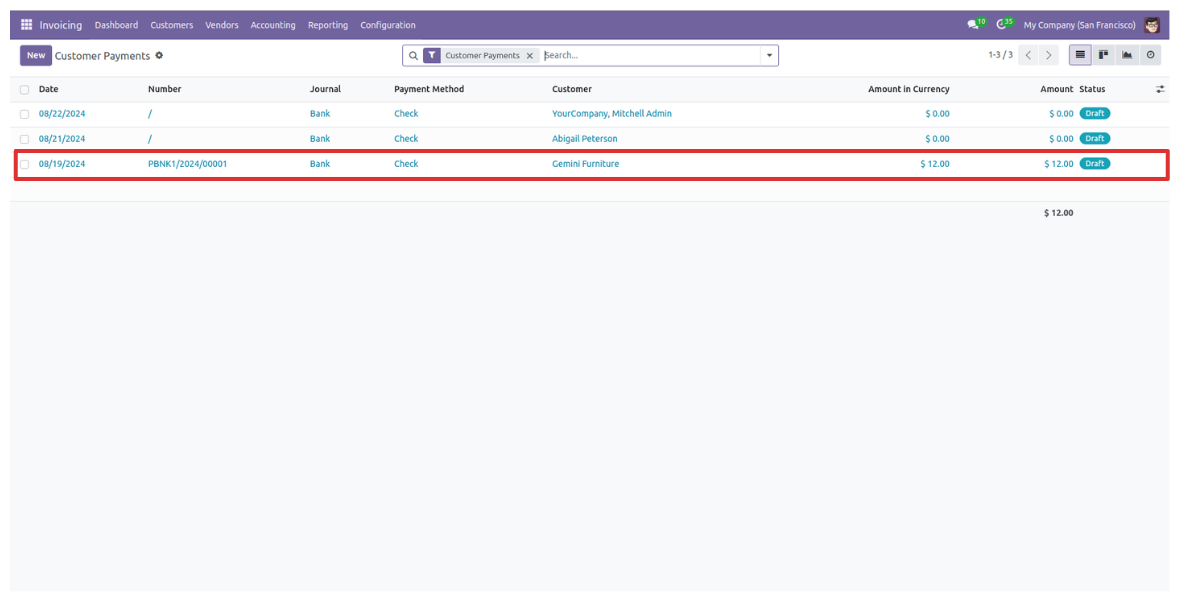 Invoicing Dashboard Customers Vendors Accounting Reporting Configuration 10 35 My Company (San Francisco)
New Customer Payments Customer Payments × Search... 1-3 / 3
Date Number Journal Payment Method Customer Amount in Currency Amount Status
08/22/2024 / Bank Check YourCompany, Mitchell Admin $ 0.00 $ 0.00 Draft
08/21/2024 / Bank Check Abigail Peterson $ 0.00 $ 0.00 Draft
08/19/2024 PBNK1/2024/00001 Bank Check Gemini Furniture $ 12.00 $ 12.00 Draft
$ 12.00